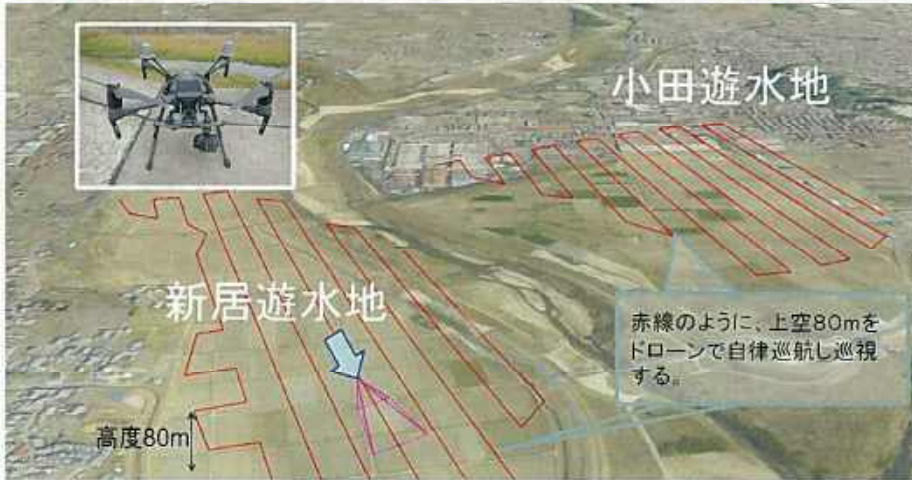 小田遊水地
新居遊水地
赤線のように、上空80mを
ドローンで自律巡航し巡視
する。
高度80m